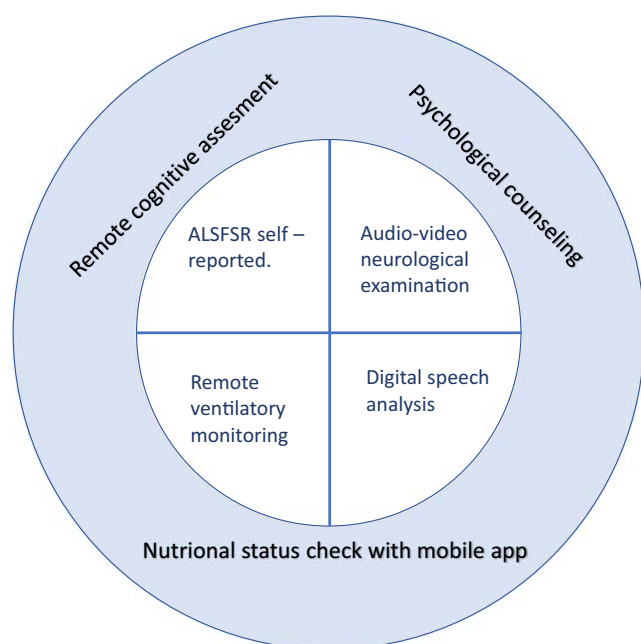 Remote cognitive assesment
Psychological counseling
ALSFSR self –
reported.
Audio-video
neurological
examination
Remote
ventilatory
monitoring
Digital speech
analysis
Nutrional status check with mobile app